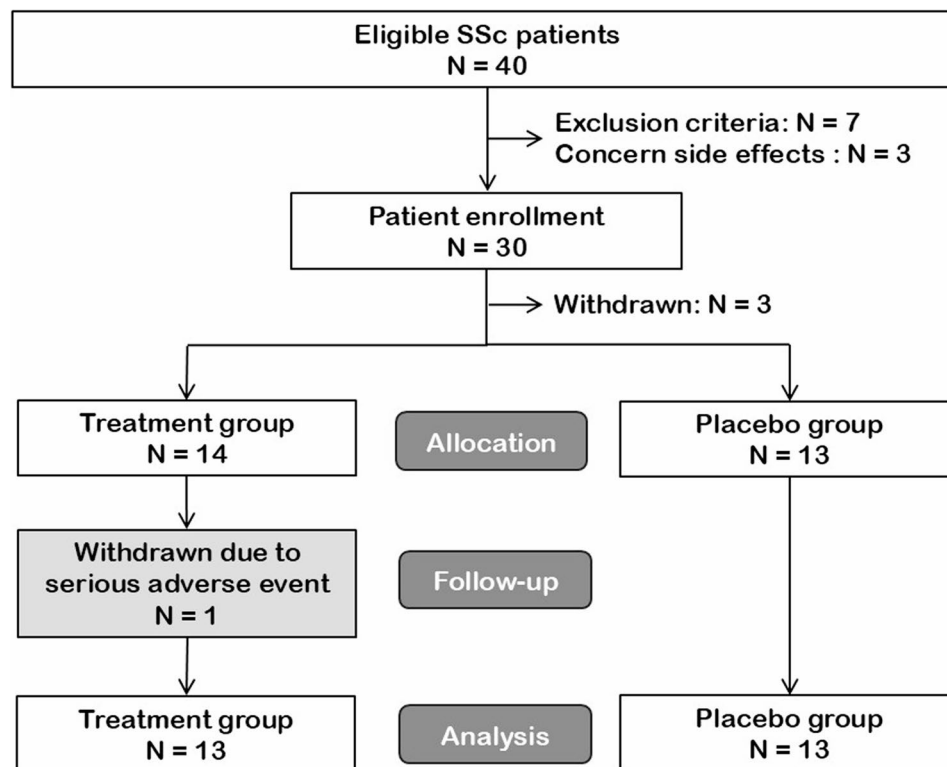 Eligible SSc patients
N = 40
Exclusion criteria: N = 7
Concern side effects : N = 3
Patient enrollment
N = 30
Withdrawn: N = 3
Treatment group
N = 14
Allocation
Placebo group
N = 13
Withdrawn due to
serious adverse event
N = 1
Follow-up
Treatment group
N = 13
Analysis
Placebo group
N = 13